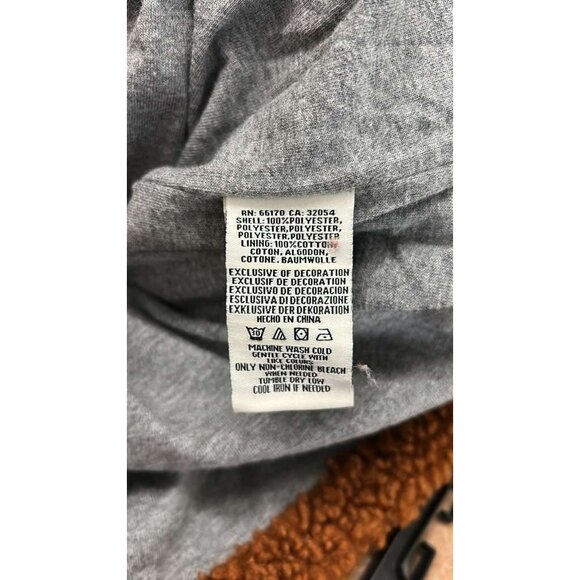 RN: 66170 CA: 32054
SHELL: 100%POLYESTER,
POLYESTER,POLYESTER,
POLYESTER.POLYESTER
LINING: 100%COTTON
COTON, ALGODON,
COTONE. BAUMWOLLE
EXCLUSIVE OF DECORATION
EXCLUSIF DE DECORATION
EXCLUSIVO DE DECORACION
ESCLUSIVA DI DECORAZIONE
EXKLUSIVE DER DEKORATION
HECHO EN CHINA
30
MACHINE WASH COLD
GENTLE CYCLE WITH
LIKE COLORS
ONLY NON-CHLORINE BLEACH
WHEN NEEDED
TUMBLE DRY LOW
COOL IRON IF NEEDED